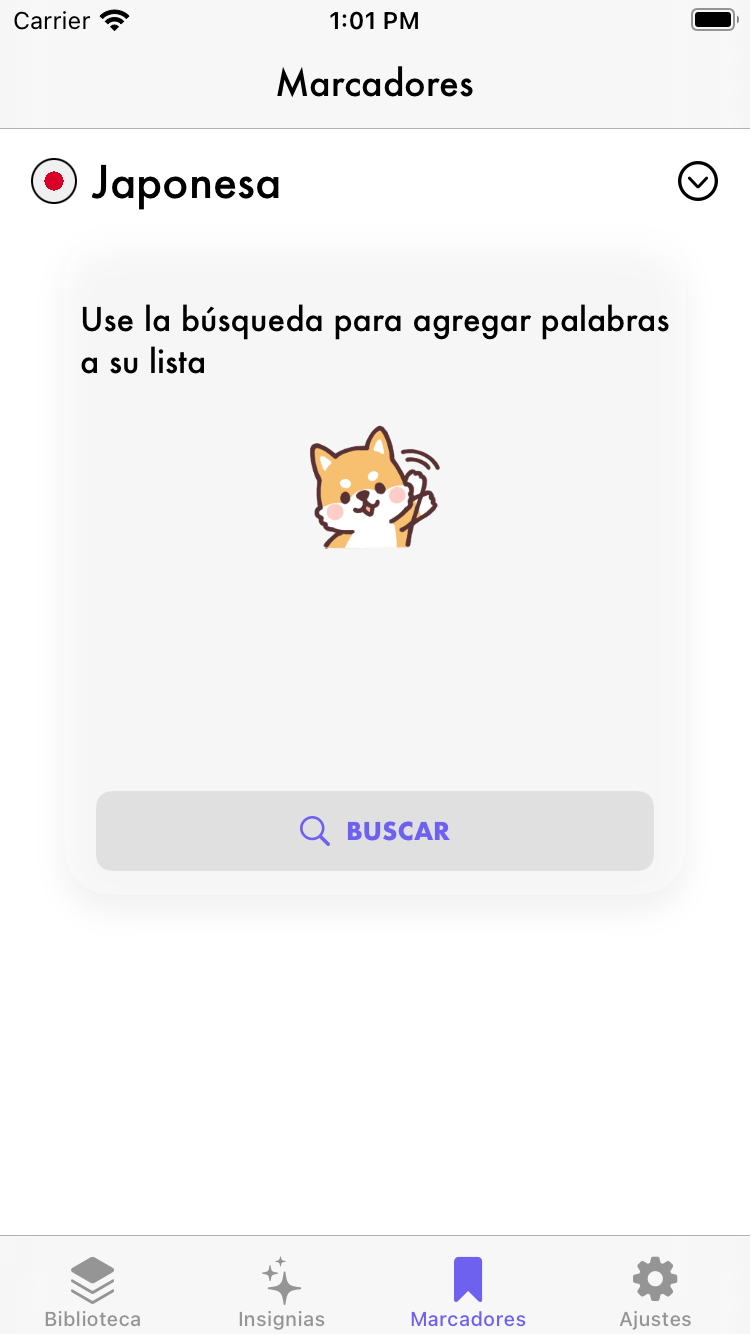 Carrier 1:01 PM
Marcadores
Japonesa
Use la búsqueda para agregar palabras
a su lista
BUSCAR
Biblioteca Insignias Marcadores Ajustes